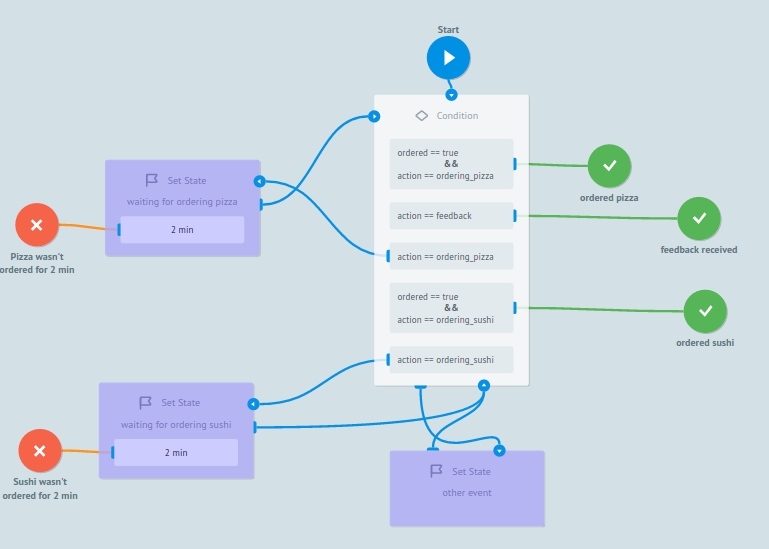 Start
Condition
ordered == true
&&
action == ordering_pizza
action == feedback
action == ordering_pizza
ordered == true
&&
action == ordering_sushi
action == ordering_sushi
ordered pizza
feedback received
ordered sushi
Set State
waiting for ordering pizza
2 min
Pizza wasn't
ordered for 2 min
Set State
waiting for ordering sushi
2 min
Sushi wasn't
ordered for 2 min
Set State
other event